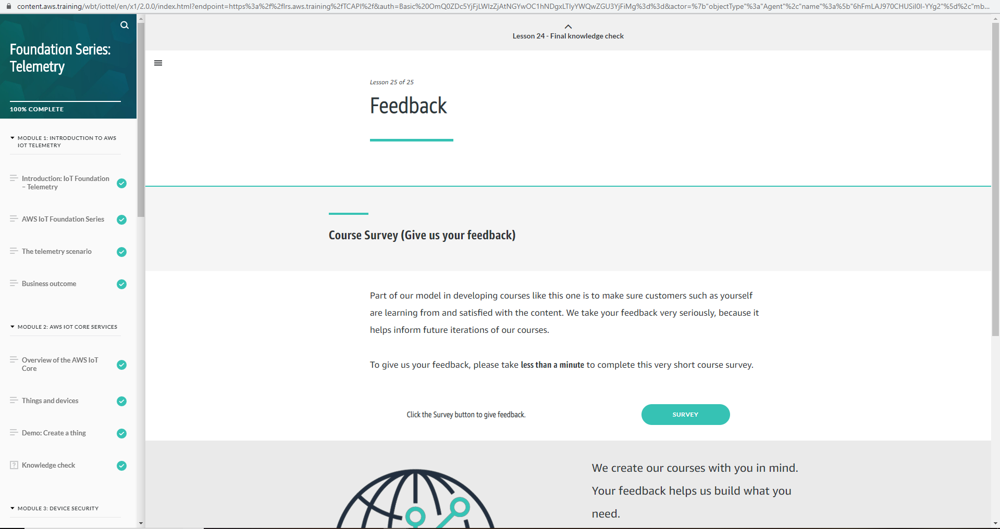 content.aws.training/wbt/iottel/en/x1/2.0.0/index.html?endpoint=https%3a%2f%2flrs.aws.training%2fTCAPI%2f&auth=Basic%20OmQ0ZDc5YjFjLWIzZjAtNGYwOC1hNDgxLTIyYWQwZGU3YjFiMg%3d%3d&actor=%7b"objectType"%3a"Agent"%2c"name"%3a%5b"6hFmLAJ970CHUSiI0I-YYg2"%5d%2c"mb...
Foundation Series:
Telemetry
100% COMPLETE
MODULE 1: INTRODUCTION TO AWS
IOT TELEMETRY
Introduction: IoT Foundation
– Telemetry
AWS IoT Foundation Series
The telemetry scenario
Business outcome
MODULE 2: AWS IOT CORE SERVICES
Overview of the AWS IoT
Core
Things and devices
Demo: Create a thing
Knowledge check
MODULE 3: DEVICE SECURITY
Lesson 24 - Final knowledge check
Lesson 25 of 25
Feedback
Course Survey (Give us your feedback)
Part of our model in developing courses like this one is to make sure customers such as yourself
are learning from and satisfied with the content. We take your feedback very seriously, because it
helps inform future iterations of our courses.
To give us your feedback, please take less than a minute to complete this very short course survey.
Click the Survey button to give feedback.
SURVEY
We create our courses with you in mind.
Your feedback helps us build what you
need.